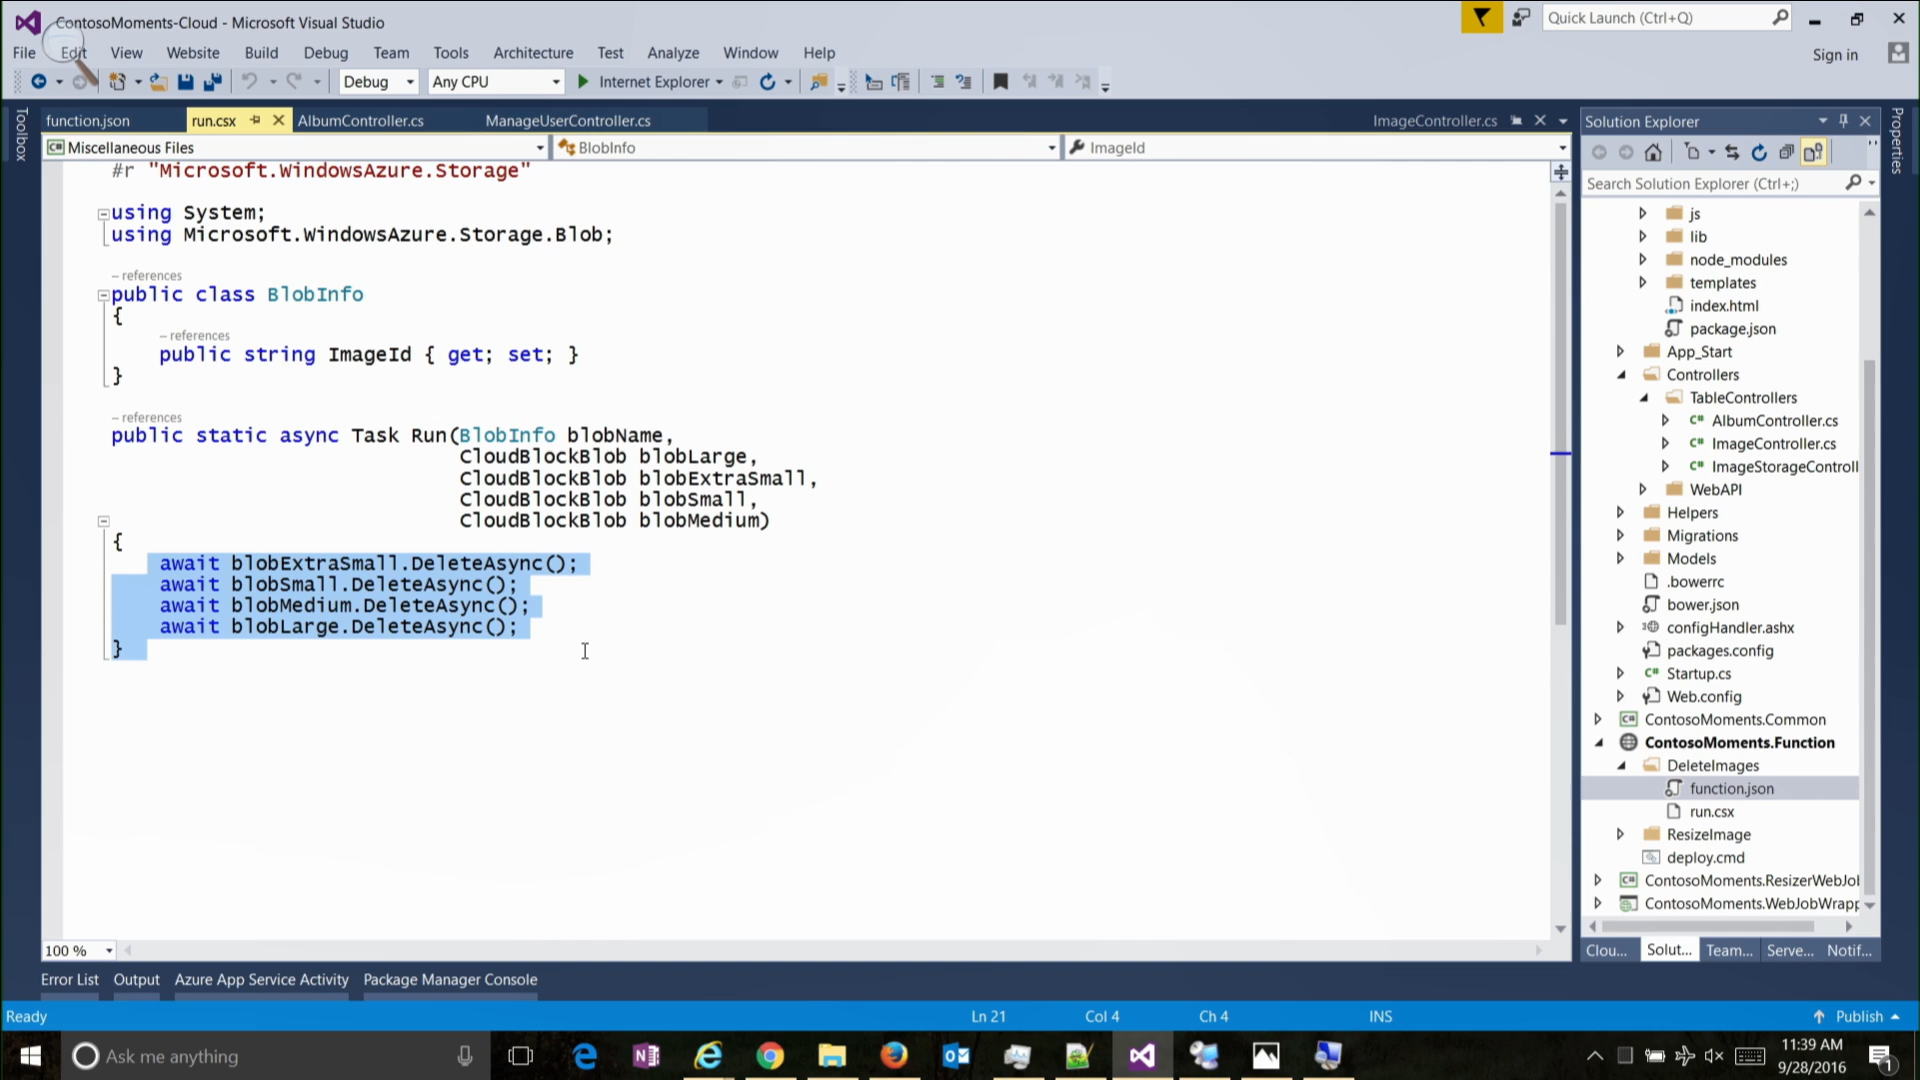 ContosoMoments-Cloud - Microsoft Visual Studio
Quick Launch (Ctrl+Q)
File Edit View Website Build Debug Team Tools Architecture Test Analyze Window Help
Sign in
Debug Any CPU Internet Explorer
Toolbox
function.json run.csx AlbumController.cs ManageUserController.cs ImageController.cs
Miscellaneous Files BlobInfo ImageId
#r "Microsoft.WindowsAzure.Storage"
using System;
using Microsoft.WindowsAzure.Storage.Blob;
– references
public class BlobInfo
{
– references
public string ImageId { get; set; }
}
– references
public static async Task Run(BlobInfo blobName,
CloudBlockBlob blobLarge,
CloudBlockBlob blobExtraSmall,
CloudBlockBlob blobSmall,
CloudBlockBlob blobMedium)
{
await blobExtraSmall.DeleteAsync();
await blobSmall.DeleteAsync();
await blobMedium.DeleteAsync();
await blobLarge.DeleteAsync();
}
100 %
Solution Explorer
Properties
Search Solution Explorer (Ctrl+;)
js
lib
node_modules
templates
index.html
package.json
App_Start
Controllers
TableControllers
C# AlbumController.cs
C# ImageController.cs
C# ImageStorageControll
WebAPI
Helpers
Migrations
Models
.bowerrc
bower.json
configHandler.ashx
packages.config
C# Startup.cs
Web.config
C# ContosoMoments.Common
ContosoMoments.Function
DeleteImages
function.json
run.csx
ResizeImage
deploy.cmd
C# ContosoMoments.ResizerWebJob
ContosoMoments.WebJobWrapp
Clou... Solut... Team... Serve... Notif...
Error List Output Azure App Service Activity Package Manager Console
Ready Ln 21 Col 4 Ch 4 INS Publish
Ask me anything
11:39 AM
9/28/2016
1